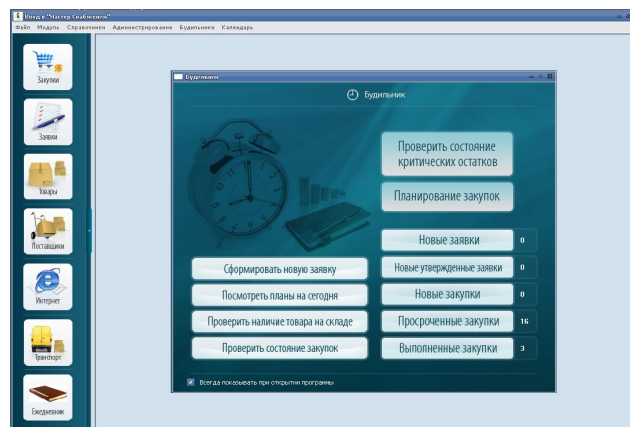 Вход в "Мастер Снабжения"
Файл Модуль Справочники Администрирование Будильники Календарь
Закупки
Заявки
Товары
Поставщики
Интернет
Транспорт
Ежедневник
Будильник
Будильник
Проверить состояние
критических остатков
Планирование закупок
Новые заявки 0
Сформировать новую заявку
Новые утвержденные заявки 0
Посмотреть планы на сегодня
Новые закупки 0
Проверить наличие товара на складе
Просроченные закупки 16
Проверить состояние закупок
Выполненные закупки 3
Всегда показывать при открытии программы